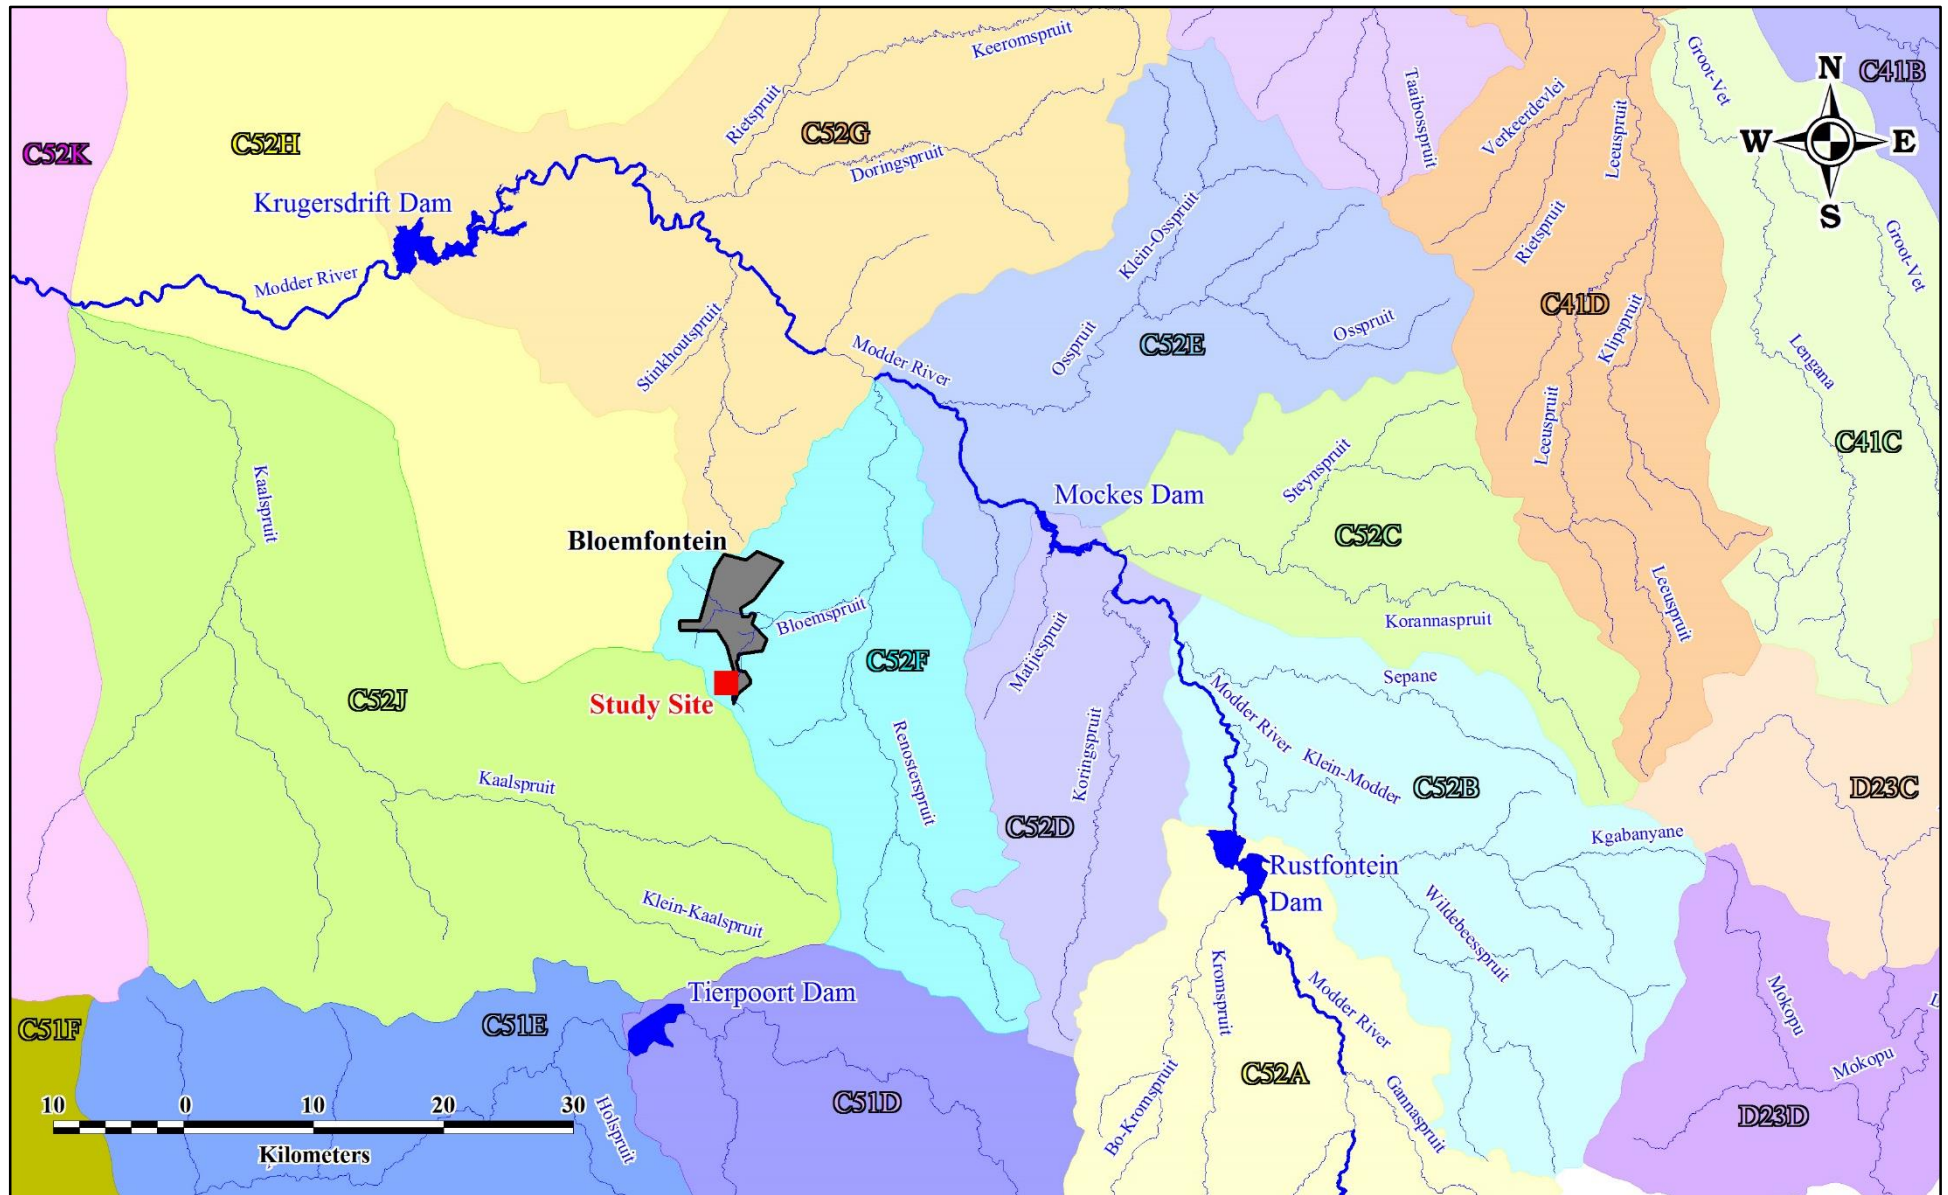 Keeromspruit
Groot-Vet
C41B
N
Rietspruit
C52G
Taaibosspruit
Verkeerdevlei
Leeuspruit
C52K
C52H
W
E
Doringspruit
S
Krugersdrift Dam
Klein-Osspruit
Rietspruit
Groot-Vet
Modder River
C41D
Stinkhoutspruit
Modder River
Osspruit
C52E
Osspruit
Klipspruit
Lengana
Leeuspruit
C41C
Kaalspruit
Steynspruit
Mockes Dam
C52C
Bloemfontein
Leeuspruit
Bloemspruit
Korannaspruit
Matjiespruit
C52F
Sepane
C52J
Study Site
Modder River
Renosterspruit
Koringspruit
Klein-Modder
C52B
D23C
Kaalspruit
C52D
Kgabanyane
Rustfontein
Dam
Klein-Kaalspruit
Wildebeesspruit
Kromspruit
Tierpoort Dam
Modder River
Mokopu
C51F
C51E
Mokopu
C52A
Bo-Kromspruit
Gannaspruit
C51D
D23D
Holspruit
10 0 10 20 30
Kilometers